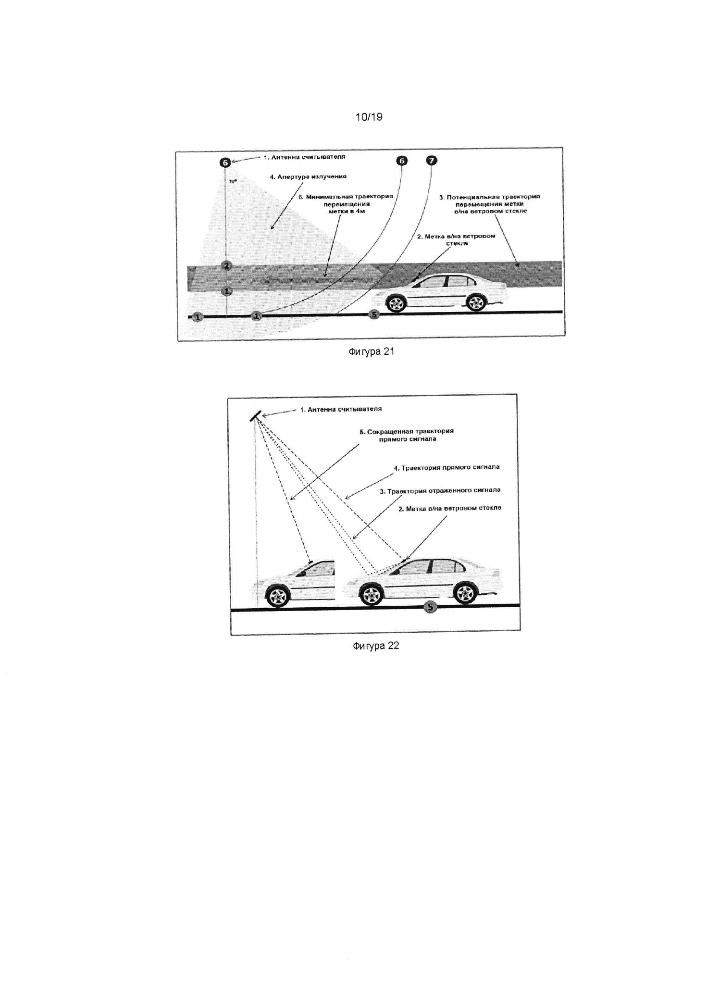 10/19
6
1. Антенна считывателя
6
7
70°
4. Апертура излучения
5. Минимальная траектория
перемещения
метки в 4м
3. Потенциальная траектория
перемещения метки
в/на ветровом стекле
2. Метка в/на ветровом
стекле
2
1
1
1
5
Фигура 21
1. Антенна считывателя
5. Сокращенная траектория
прямого сигнала
4. Траектория прямого сигнала
3. Траектория отраженного сигнала
2. Метка в/на ветровом стекле
5
Фигура 22